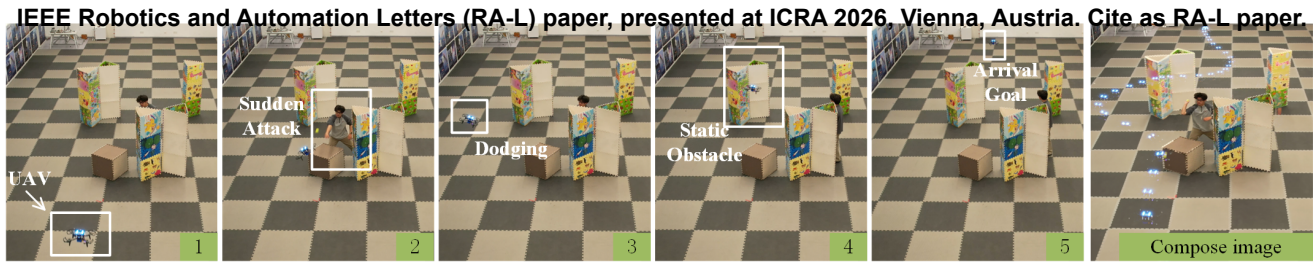 IEEE Robotics and Automation Letters (RA-L) paper, presented at ICRA 2026, Vienna, Austria. Cite as RA-L paper.
UAV
1
Sudden
Attack
2
Dodging
3
Static
Obstacle
4
Arrival
Goal
5
Compose image